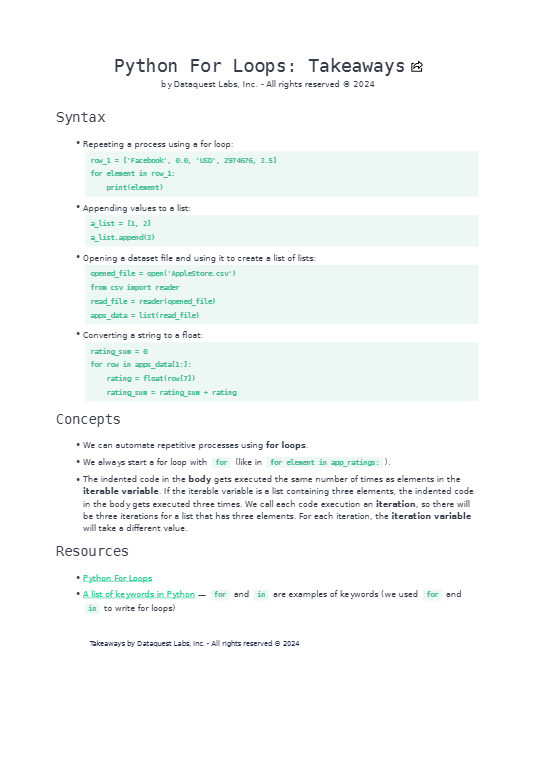 Python For Loops: Takeaways
by Dataquest Labs, Inc. - All rights reserved © 2024
Syntax
• Repeating a process using a for loop:
row_1 = ['Facebook', 0.0, 'USD', 2974676, 3.5]
for element in row_1:
    print(element)
• Appending values to a list:
a_list = [1, 2]
a_list.append(3)
• Opening a dataset file and using it to create a list of lists:
opened_file = open('AppleStore.csv')
from csv import reader
read_file = reader(opened_file)
apps_data = list(read_file)
• Converting a string to a float:
rating_sum = 0
for row in apps_data[1:]:
    rating = float(row[7])
    rating_sum = rating_sum + rating
Concepts
• We can automate repetitive processes using for loops.
• We always start a for loop with for (like in for element in app_ratings: ).
• The indented code in the body gets executed the same number of times as elements in the
iterable variable. If the iterable variable is a list containing three elements, the indented code
in the body gets executed three times. We call each code execution an iteration, so there will
be three iterations for a list that has three elements. For each iteration, the iteration variable
will take a different value.
Resources
• Python For Loops
• A list of keywords in Python — for and in are examples of keywords (we used for and
in to write for loops)
Takeaways by Dataquest Labs, Inc. - All rights reserved © 2024